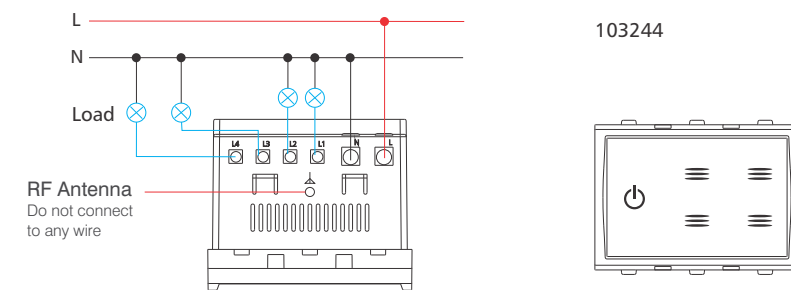 L
103244
N
Load
L4 L3 L2 L1 N L
RF Antenna
Do not connect
to any wire